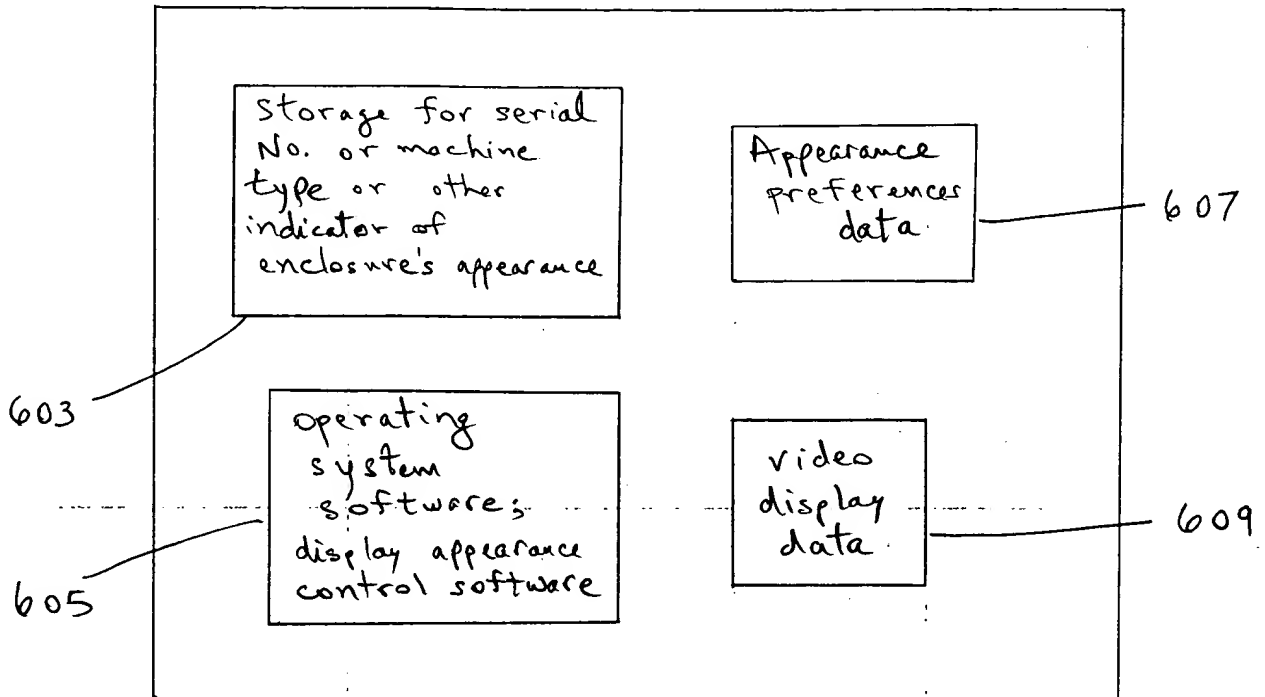 Storage for serial
No. or machine
type or other
indicator of
enclosure's appearance
Appearance
preferences
data.
607
603
operating
system
software;
display appearance
control software
video
display
data.
609
605